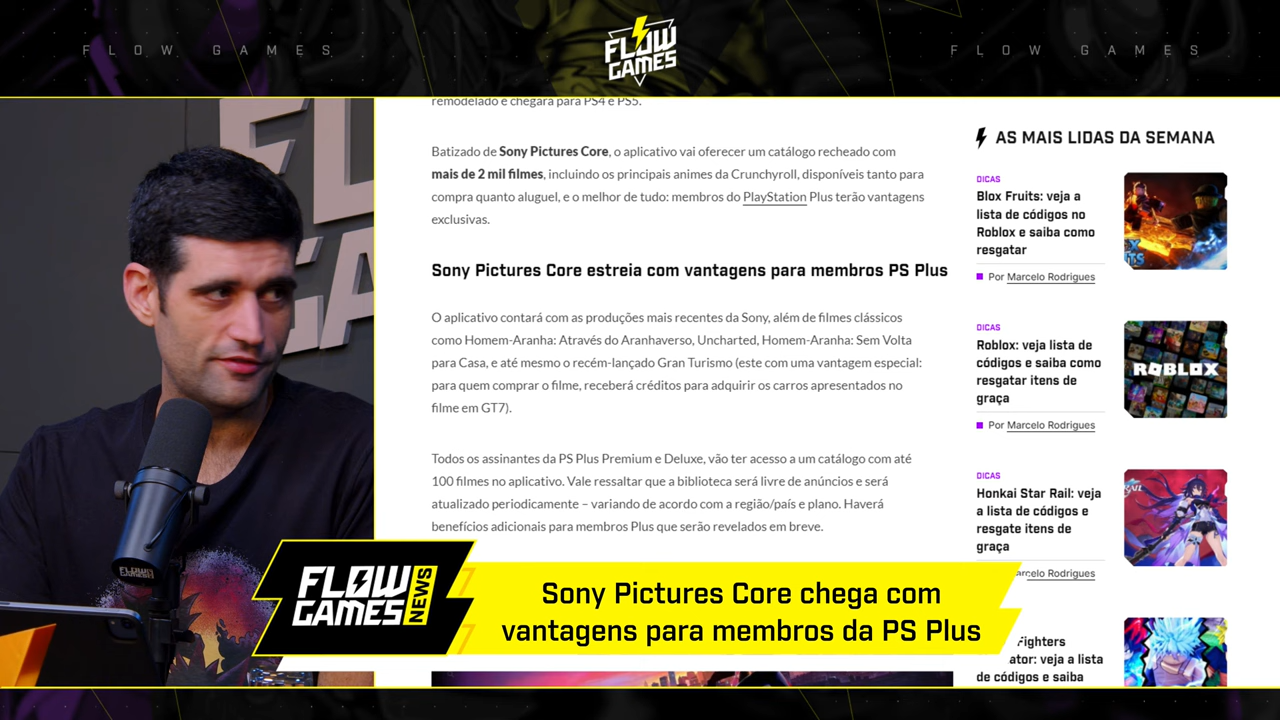 FLOW GAMES
FLOW GAMES
FLOW GAMES
remodelado e chegará para PS4 e PS5.
Batizado de Sony Pictures Core, o aplicativo vai oferecer um catálogo recheado com
mais de 2 mil filmes, incluindo os principais animes da Crunchyroll, disponíveis tanto para
compra quanto aluguel, e o melhor de tudo: membros do PlayStation Plus terão vantagens
exclusivas.
Sony Pictures Core estreia com vantagens para membros PS Plus
O aplicativo contará com as produções mais recentes da Sony, além de filmes clássicos
como Homem-Aranha: Através do Aranhaverso, Uncharted, Homem-Aranha: Sem Volta
para Casa, e até mesmo o recém-lançado Gran Turismo (este com uma vantagem especial:
para quem comprar o filme, receberá créditos para adquirir os carros apresentados no
filme em GT7).
Todos os assinantes da PS Plus Premium e Deluxe, vão ter acesso a um catálogo com até
100 filmes no aplicativo. Vale ressaltar que a biblioteca será livre de anúncios e será
atualizado periodicamente – variando de acordo com a região/país e plano. Haverá
benefícios adicionais para membros Plus que serão revelados em breve.
AS MAIS LIDAS DA SEMANA
DICAS
Blox Fruits: veja a
lista de códigos no
Roblox e saiba como
resgatar
Por Marcelo Rodrigues
DICAS
Roblox: veja lista de
códigos e saiba como
resgatar itens de
graça
ROBLOX
Por Marcelo Rodrigues
DICAS
Honkai Star Rail: veja
a lista de códigos e
resgate itens de
graça
Rodrigues
Fighters
veja a lista
de códigos e saiba
FLOW
GAMES
NEWS
Sony Pictures Core chega com
vantagens para membros da PS Plus